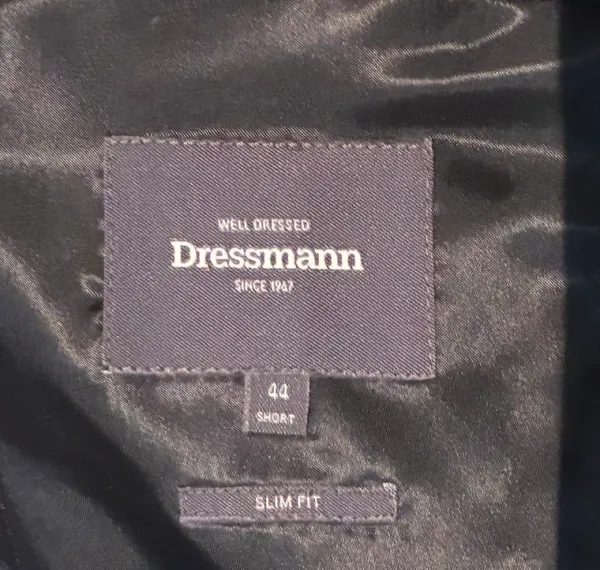 WELL DRESSED
Dressmann
SINCE 1967
44
SHORT
SLIM FIT